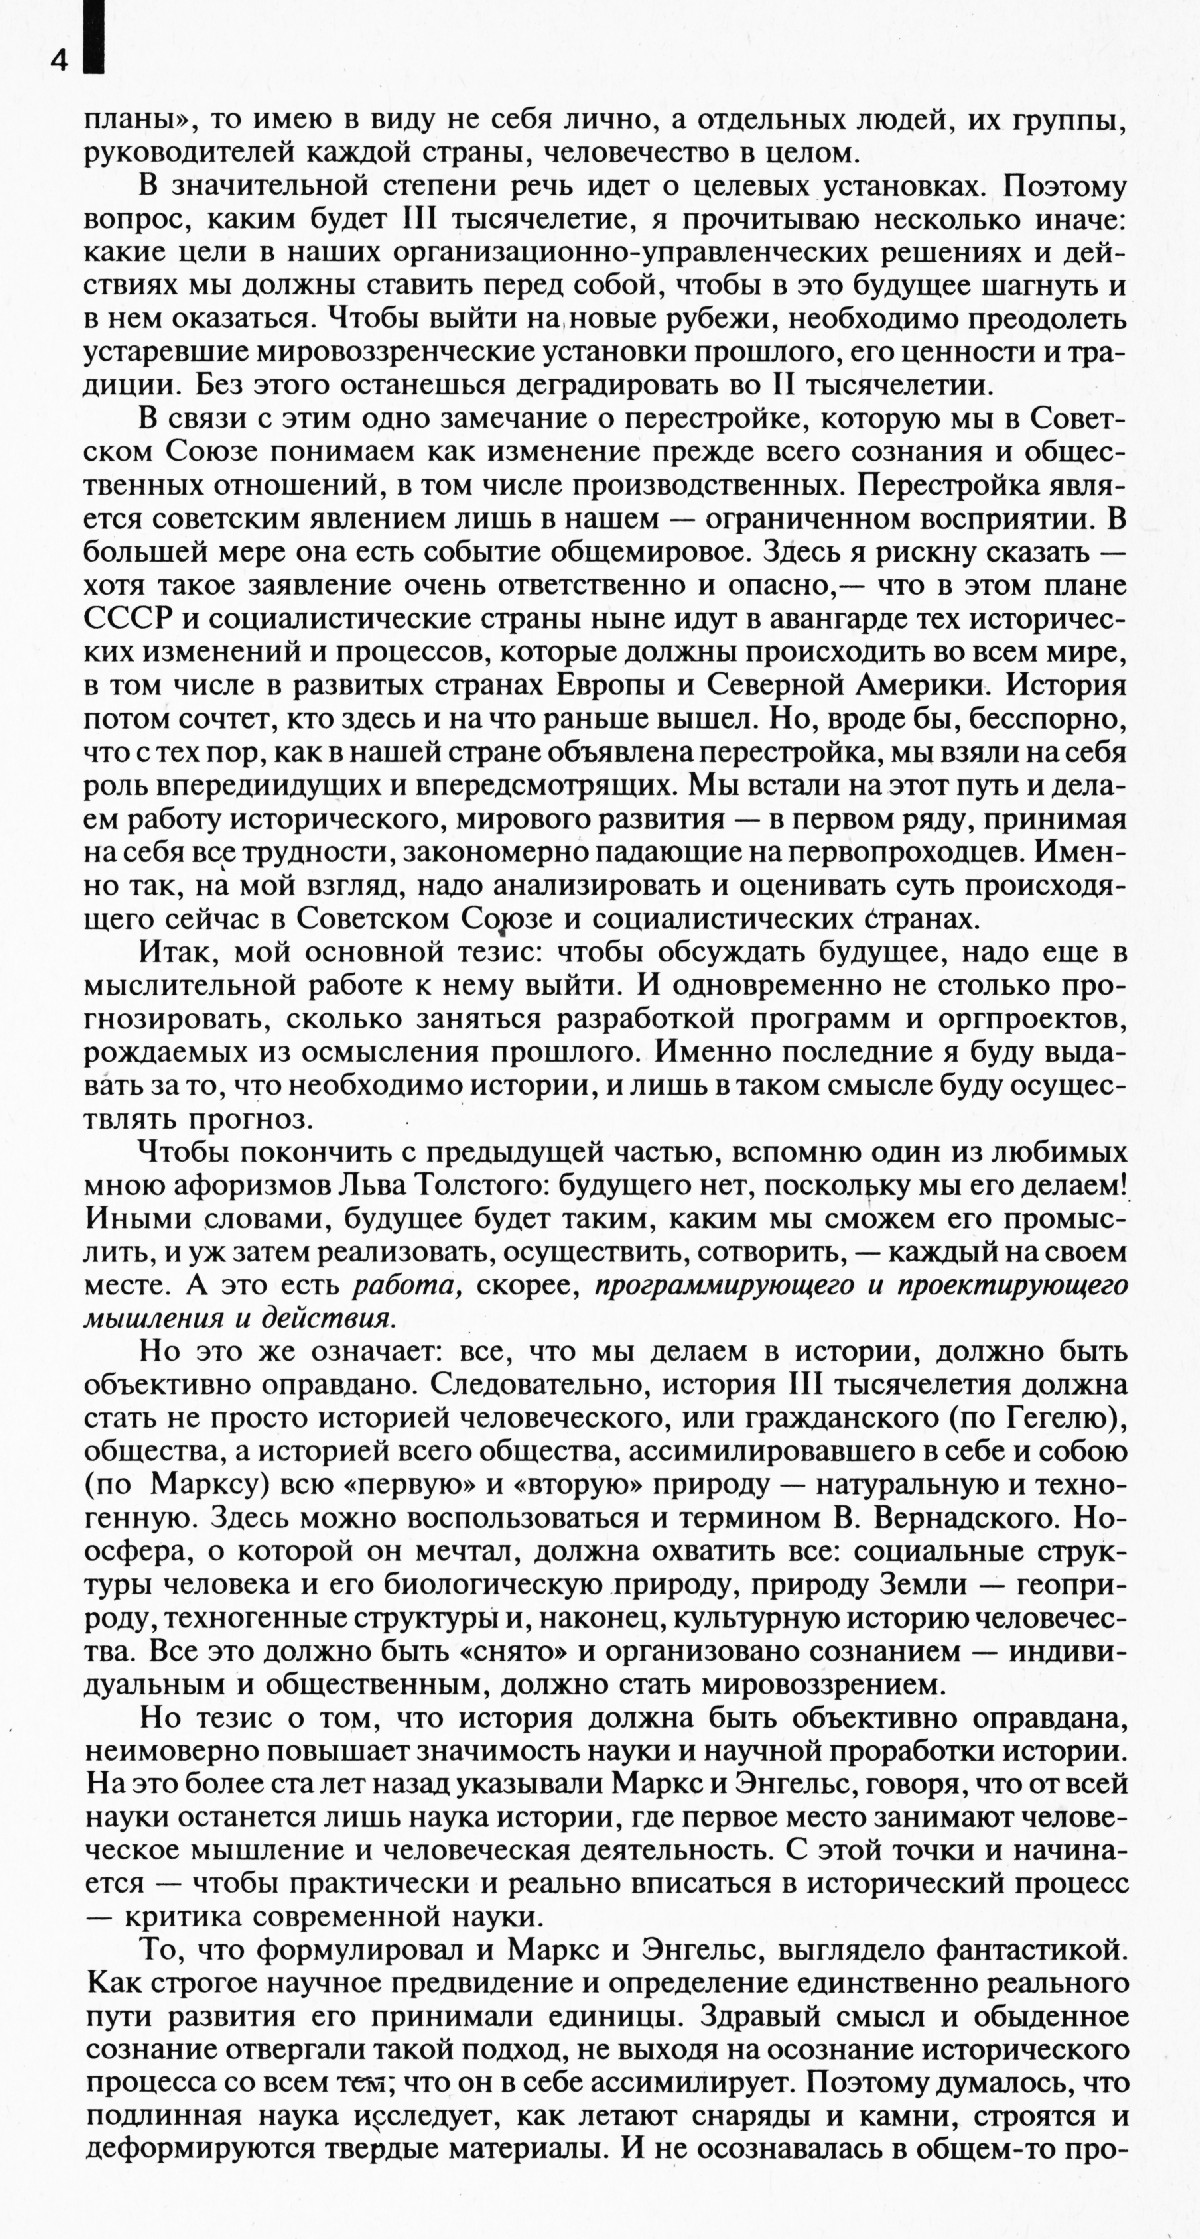 4
планы», то имею в виду не себя лично, а отдельных людей, их группы,
руководителей каждой страны, человечество в целом.
В значительной степени речь идет о целевых установках. Поэтому
вопрос, каким будет III тысячелетие, я прочитываю несколько иначе:
какие цели в наших организационно-управленческих решениях и дей-
ствиях мы должны ставить перед собой, чтобы в это будущее шагнуть и
в нем оказаться. Чтобы выйти на новые рубежи, необходимо преодолеть
устаревшие мировоззренческие установки прошлого, его ценности и тра-
диции. Без этого останешься деградировать во II тысячелетии.
В связи с этим одно замечание о перестройке, которую мы в Совет-
ском Союзе понимаем как изменение прежде всего сознания и общес-
твенных отношений, в том числе производственных. Перестройка явля-
ется советским явлением лишь в нашем — ограниченном восприятии. В
большей мере она есть событие общемировое. Здесь я рискну сказать —
хотя такое заявление очень ответственно и опасно,— что в этом плане
СССР и социалистические страны ныне идут в авангарде тех историчес-
ких изменений и процессов, которые должны происходить во всем мире,
в том числе в развитых странах Европы и Северной Америки. История
потом сочтет, кто здесь и на что раньше вышел. Но, вроде бы, бесспорно,
что с тех пор, как в нашей стране объявлена перестройка, мы взяли на себя
роль впередиидущих и впередсмотрящих. Мы встали на этот путь и дела-
ем работу исторического, мирового развития — в первом ряду, принимая
на себя все трудности, закономерно падающие на первопроходцев. Имен-
но так, на мой взгляд, надо анализировать и оценивать суть происходя-
щего сейчас в Советском Союзе и социалистических странах.
Итак, мой основной тезис: чтобы обсуждать будущее, надо еще в
мыслительной работе к нему выйти. И одновременно не столько про-
гнозировать, сколько заняться разработкой программ и оргпроектов,
рождаемых из осмысления прошлого. Именно последние я буду выда-
вать за то, что необходимо истории, и лишь в таком смысле буду осущес-
твлять прогноз.
Чтобы покончить с предыдущей частью, вспомню один из любимых
мною афоризмов Льва Толстого: будущего нет, поскольку мы его делаем!
Иными словами, будущее будет таким, каким мы сможем его промыс-
лить, и уж затем реализовать, осуществить, сотворить, — каждый на своем
месте. А это есть работа, скорее, программирующего и проектирующего
мышления и действия.
Но это же означает: все, что мы делаем в истории, должно быть
объективно оправдано. Следовательно, история III тысячелетия должна
стать не просто историей человеческого, или гражданского (по Гегелю),
общества, а историей всего общества, ассимилировавшего в себе и собою
(по Марксу) всю «первую» и «вторую» природу — натуральную и техно-
генную. Здесь можно воспользоваться и термином В. Вернадского. Но-
осфера, о которой он мечтал, должна охватить все: социальные струк-
туры человека и его биологическую природу, природу Земли — геопри-
роду, техногенные структуры и, наконец, культурную историю человечес-
тва. Все это должно быть «снято» и организовано сознанием — индиви-
дуальным и общественным, должно стать мировоззрением.
Но тезис о том, что история должна быть объективно оправдана,
неимоверно повышает значимость науки и научной проработки истории.
На это более ста лет назад указывали Маркс и Энгельс, говоря, что от всей
науки останется лишь наука истории, где первое место занимают челове-
ческое мышление и человеческая деятельность. С этой точки и начина-
ется — чтобы практически и реально вписаться в исторический процесс
— критика современной науки.
То, что формулировал и Маркс и Энгельс, выглядело фантастикой.
Как строгое научное предвидение и определение единственно реального
пути развития его принимали единицы. Здравый смысл и обыденное
сознание отвергали такой подход, не выходя на осознание исторического
процесса со всем тем, что он в себе ассимилирует. Поэтому думалось, что
подлинная наука исследует, как летают снаряды и камни, строятся и
деформируются твердые материалы. И не осознавалась в общем-то про-